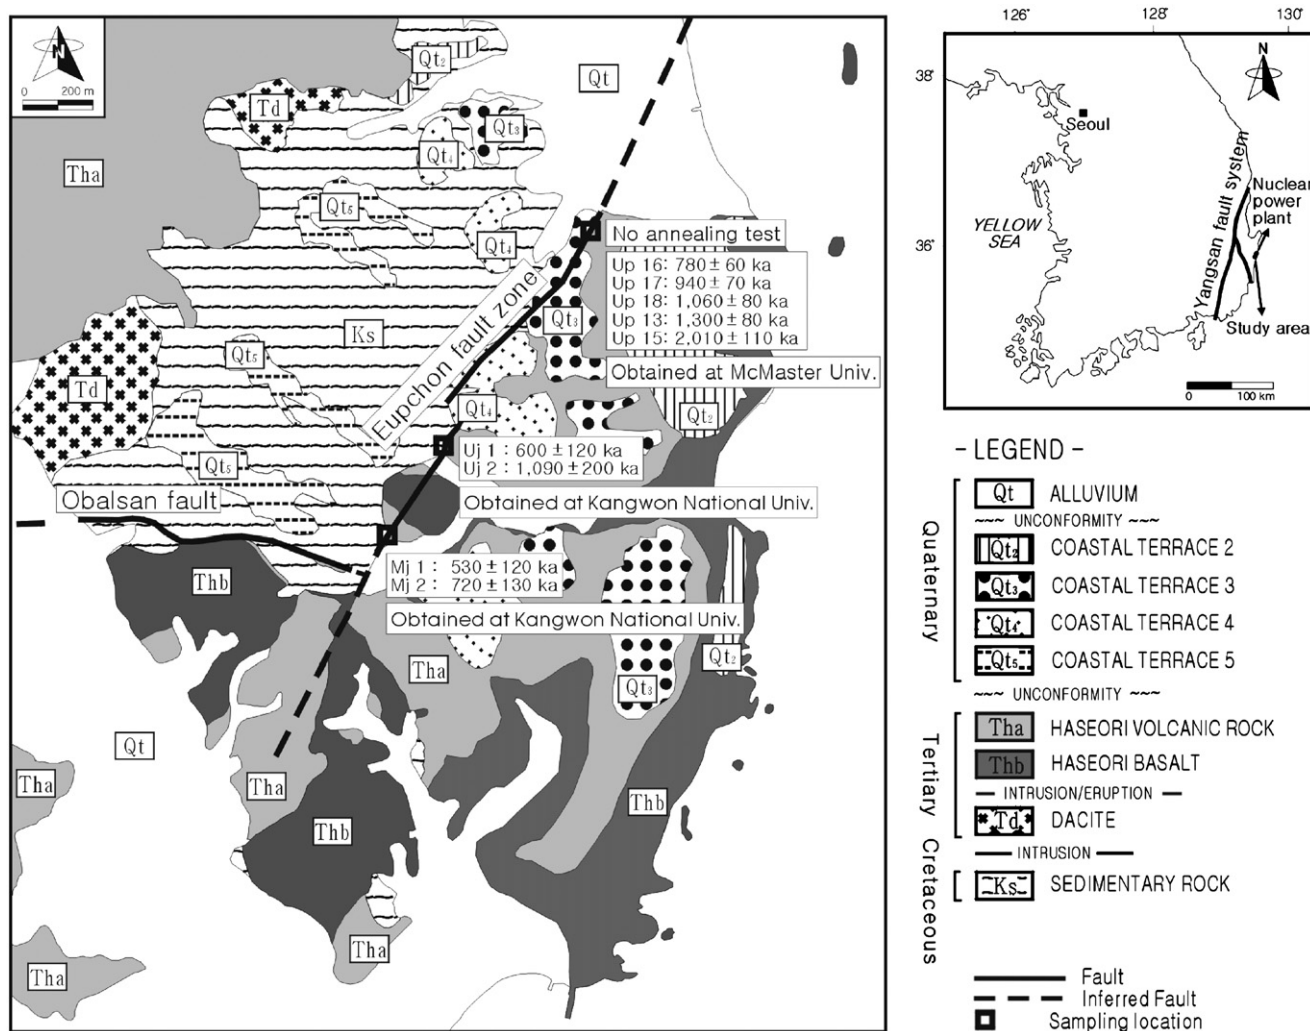 N
0 200 m
Qt₂
Qt
Td
Qt₃
Qt₄
Tha
Qt₅
Qt₄
No annealing test
Up 16: 780± 60 ka
Up 17: 940± 70 ka
Up 18: 1,060± 80 ka
Up 13: 1,300± 80 ka
Up 15: 2,010± 110 ka
Obtained at McMaster Univ.
Eupchon fault zone
Qt₃
Ks
Qt₅
Td
Qt₄
Qt₂
Uj 1 : 600 ±120 ka
Uj 2 : 1,090 ±200 ka
Obtained at Kangwon National Univ.
Qt₅
Obalsan fault
Mj 1 : 530 ±120 ka
Mj 2 : 720 ±130 ka
Obtained at Kangwon National Univ.
Thb
Tha
Qt₂
Qt₃
Qt
Tha
Tha
Thb
Thb
Tha
Tha
126°
128°
130°
38°
N
Seoul
YELLOW
SEA
36°
Yangsan fault system
Nuclear
power
plant
Study area
0 100 km
- LEGEND -
Quaternary
Qt ALLUVIUM
~~~ UNCONFORMITY ~~~
Qt₂ COASTAL TERRACE 2
Qt₃ COASTAL TERRACE 3
Qt₄ COASTAL TERRACE 4
Qt₅ COASTAL TERRACE 5
~~~ UNCONFORMITY ~~~
Tertiary
Tha HASEORI VOLCANIC ROCK
Thb HASEORI BASALT
— INTRUSION/ERUPTION —
Td DACITE
— INTRUSION —
Cretaceous
Ks SEDIMENTARY ROCK
Fault
Inferred Fault
Sampling location